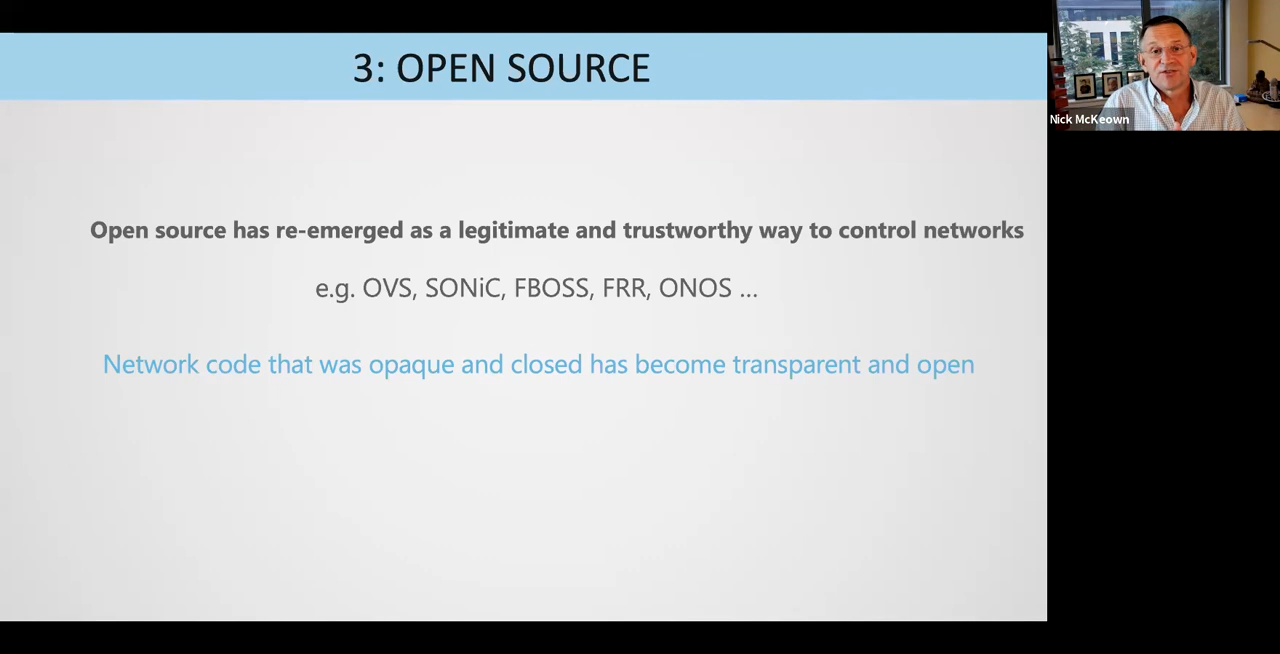 3: OPEN SOURCE
Nick McKeown
Open source has re-emerged as a legitimate and trustworthy way to control networks
e.g. OVS, SONiC, FBOSS, FRR, ONOS ...
Network code that was opaque and closed has become transparent and open